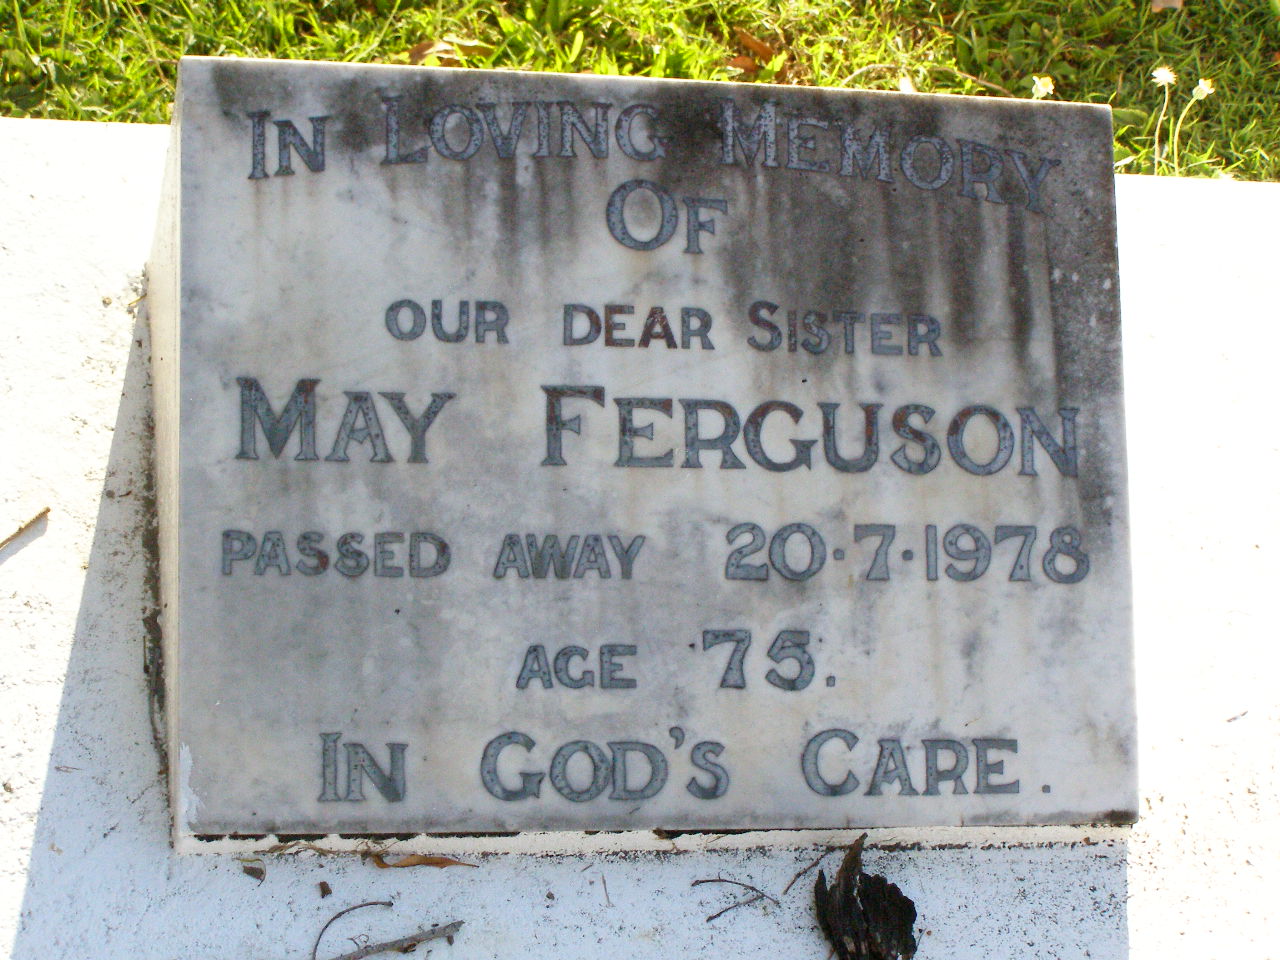 IN LOVING MEMORY
OF
OUR DEAR SISTER
MAY FERGUSON
PASSED AWAY 20·7·1978
AGE 75.
IN GOD'S CARE.